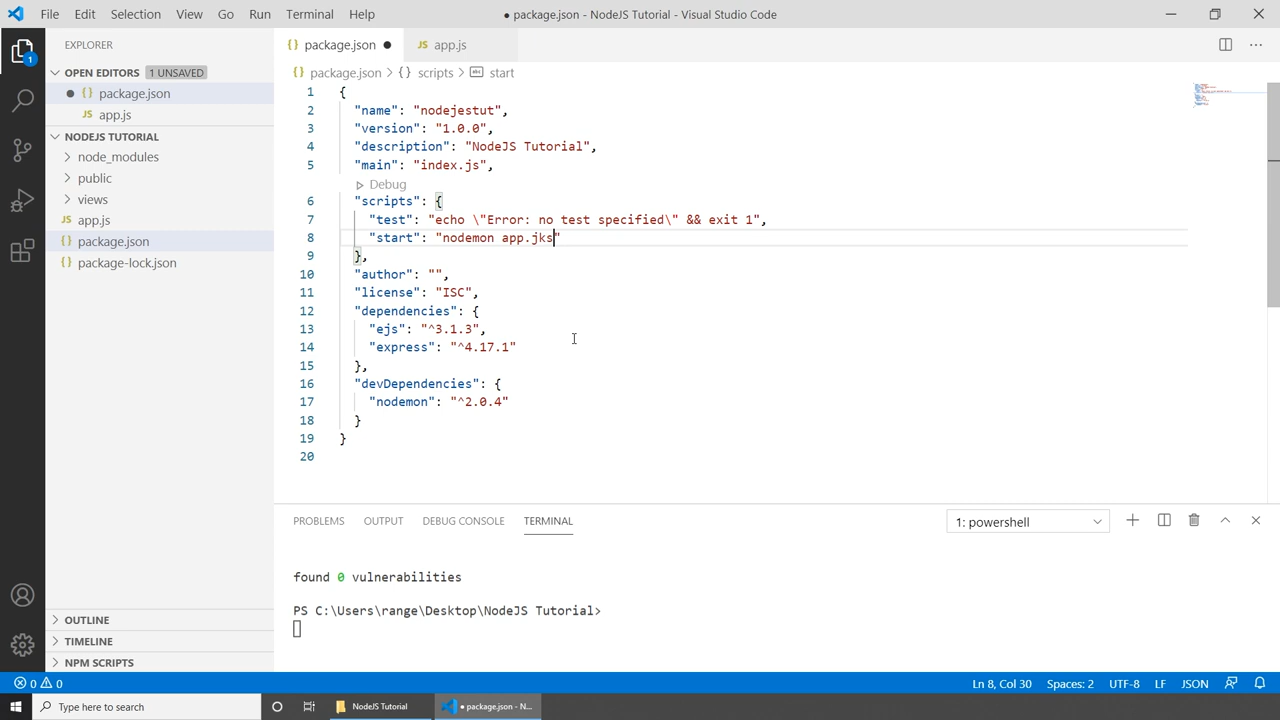 File Edit Selection View Go Run Terminal Help ● package.json - NodeJS Tutorial - Visual Studio Code
EXPLORER
OPEN EDITORS 1 UNSAVED
● {} package.json
JS app.js
NODEJS TUTORIAL
node_modules
public
views
JS app.js
package.json
package-lock.json
OUTLINE
TIMELINE
NPM SCRIPTS
1
{} package.json ● JS app.js
{} package.json > {} scripts > abc start
1 {
2 "name": "nodejestut",
3 "version": "1.0.0",
4 "description": "NodeJS Tutorial",
5 "main": "index.js",
Debug
6 "scripts": {
7 "test": "echo \"Error: no test specified\" && exit 1",
8 "start": "nodemon app.jks"
9 },
10 "author": "",
11 "license": "ISC",
12 "dependencies": {
13 "ejs": "^3.1.3",
14 "express": "^4.17.1"
15 },
16 "devDependencies": {
17 "nodemon": "^2.0.4"
18 }
19 }
20
PROBLEMS OUTPUT DEBUG CONSOLE TERMINAL 1: powershell
found 0 vulnerabilities
PS C:\Users\range\Desktop\NodeJS Tutorial>
0 0 Ln 8, Col 30 Spaces: 2 UTF-8 LF JSON
Type here to search NodeJS Tutorial ● package.json - N...